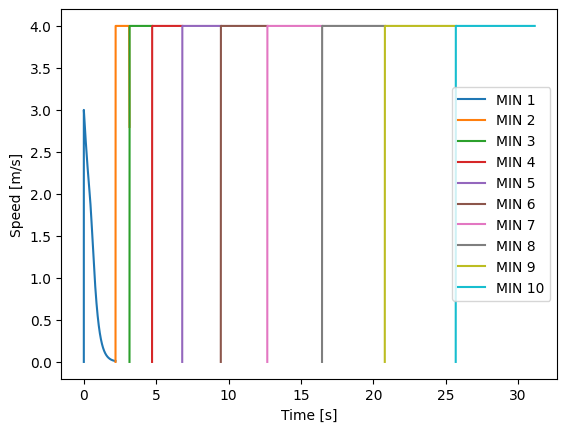 4.0
3.5
3.0
2.5
2.0
1.5
1.0
0.5
0.0
Speed [m/s]
MIN 1
MIN 2
MIN 3
MIN 4
MIN 5
MIN 6
MIN 7
MIN 8
MIN 9
MIN 10
0 5 10 15 20 25 30
Time [s]